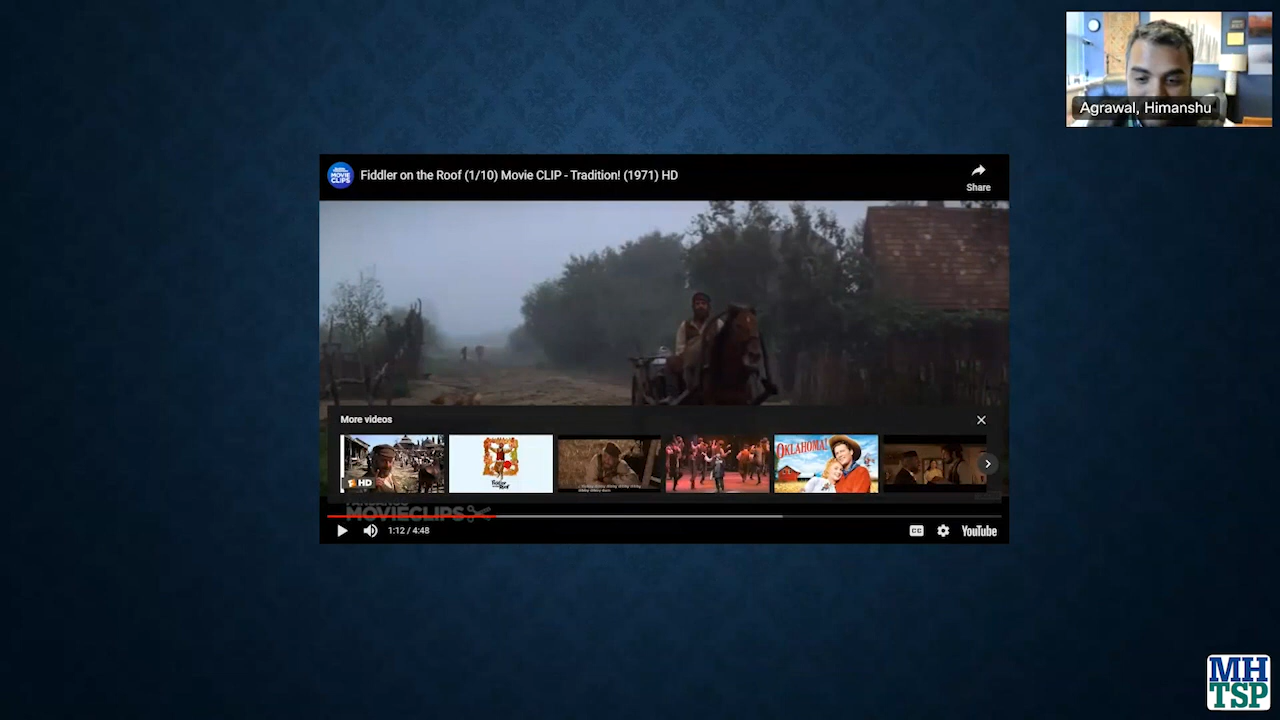 Agrawal, Himanshu
MOVIE
CLIPS
Fiddler on the Roof (1/10) Movie CLIP - Tradition! (1971) HD
Share
More videos
HD
OKLAHOMA!
MOVIECLIPS
1:12 / 4:48
CC
YouTube
MH
TSP